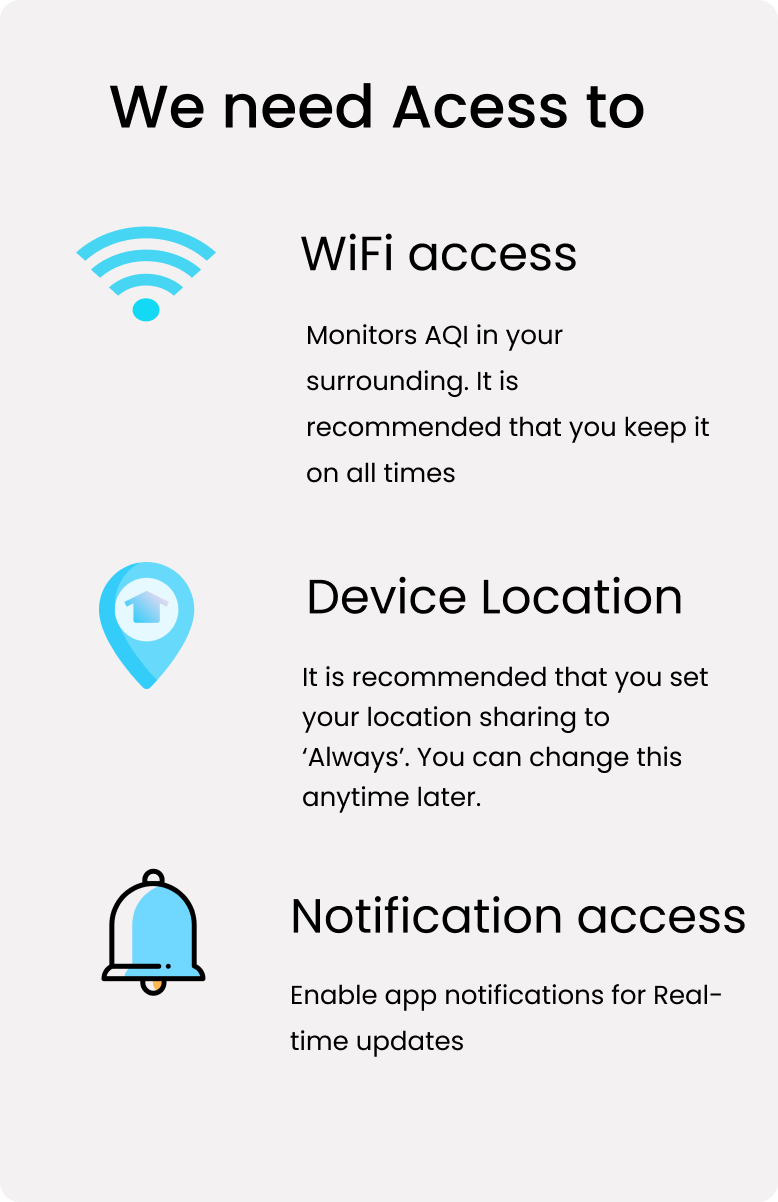 We need Acess to
WiFi access
Monitors AQI in your
surrounding. It is
recommended that you keep it
on all times
Device Location
It is recommended that you set
your location sharing to
‘Always’. You can change this
anytime later.
Notification access
Enable app notifications for Real-
time updates